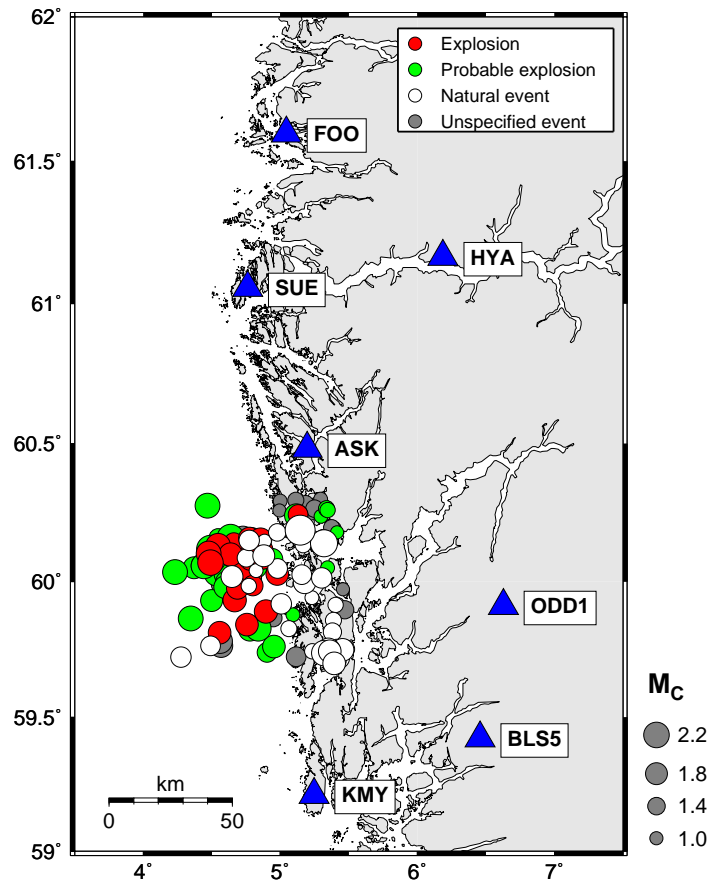 62˚
Explosion
Probable explosion
Natural event
Unspecified event
FOO
61.5˚
HYA
SUE
61˚
ASK
60.5˚
60˚
ODD1
M_C
59.5˚
BLS5
2.2
km
KMY
1.8
0 50
1.4
1.0
59˚
4˚ 5˚ 6˚ 7˚